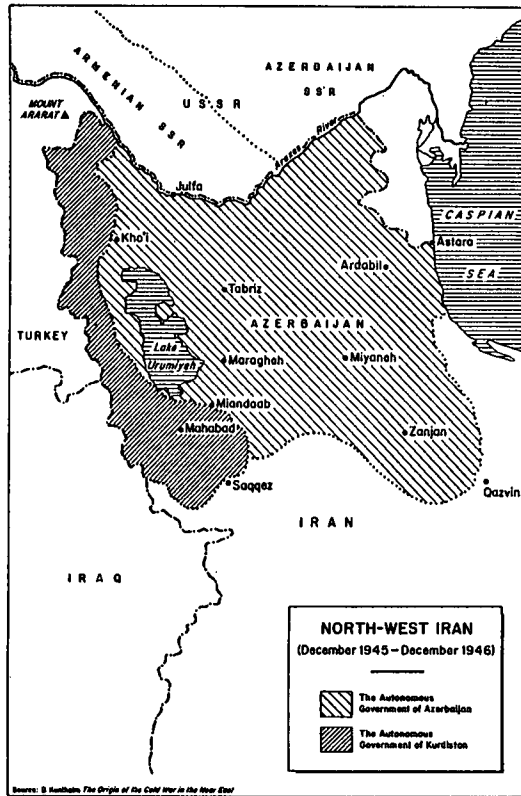 AZERBAIJAN
SSR
ARMENIAN SSR
USSR
MOUNT
ARARAT
Araxes River
Julfa
CASPIAN
SEA
Astara
Kho'i
Ardabil
Tabriz
AZERBAIJAN
TURKEY
Lake
Urumiyeh
Maragheh
Miyaneh
Miandoab
Mahabad
Zanjan
Saqqez
Qazvin
IRAN
IRAQ
NORTH-WEST IRAN
(December 1945 – December 1946)
The Autonomous
Government of Azerbaijan
The Autonomous
Government of Kurdistan
Source: B. Kuniholm, The Origin of the Cold War in the Near East